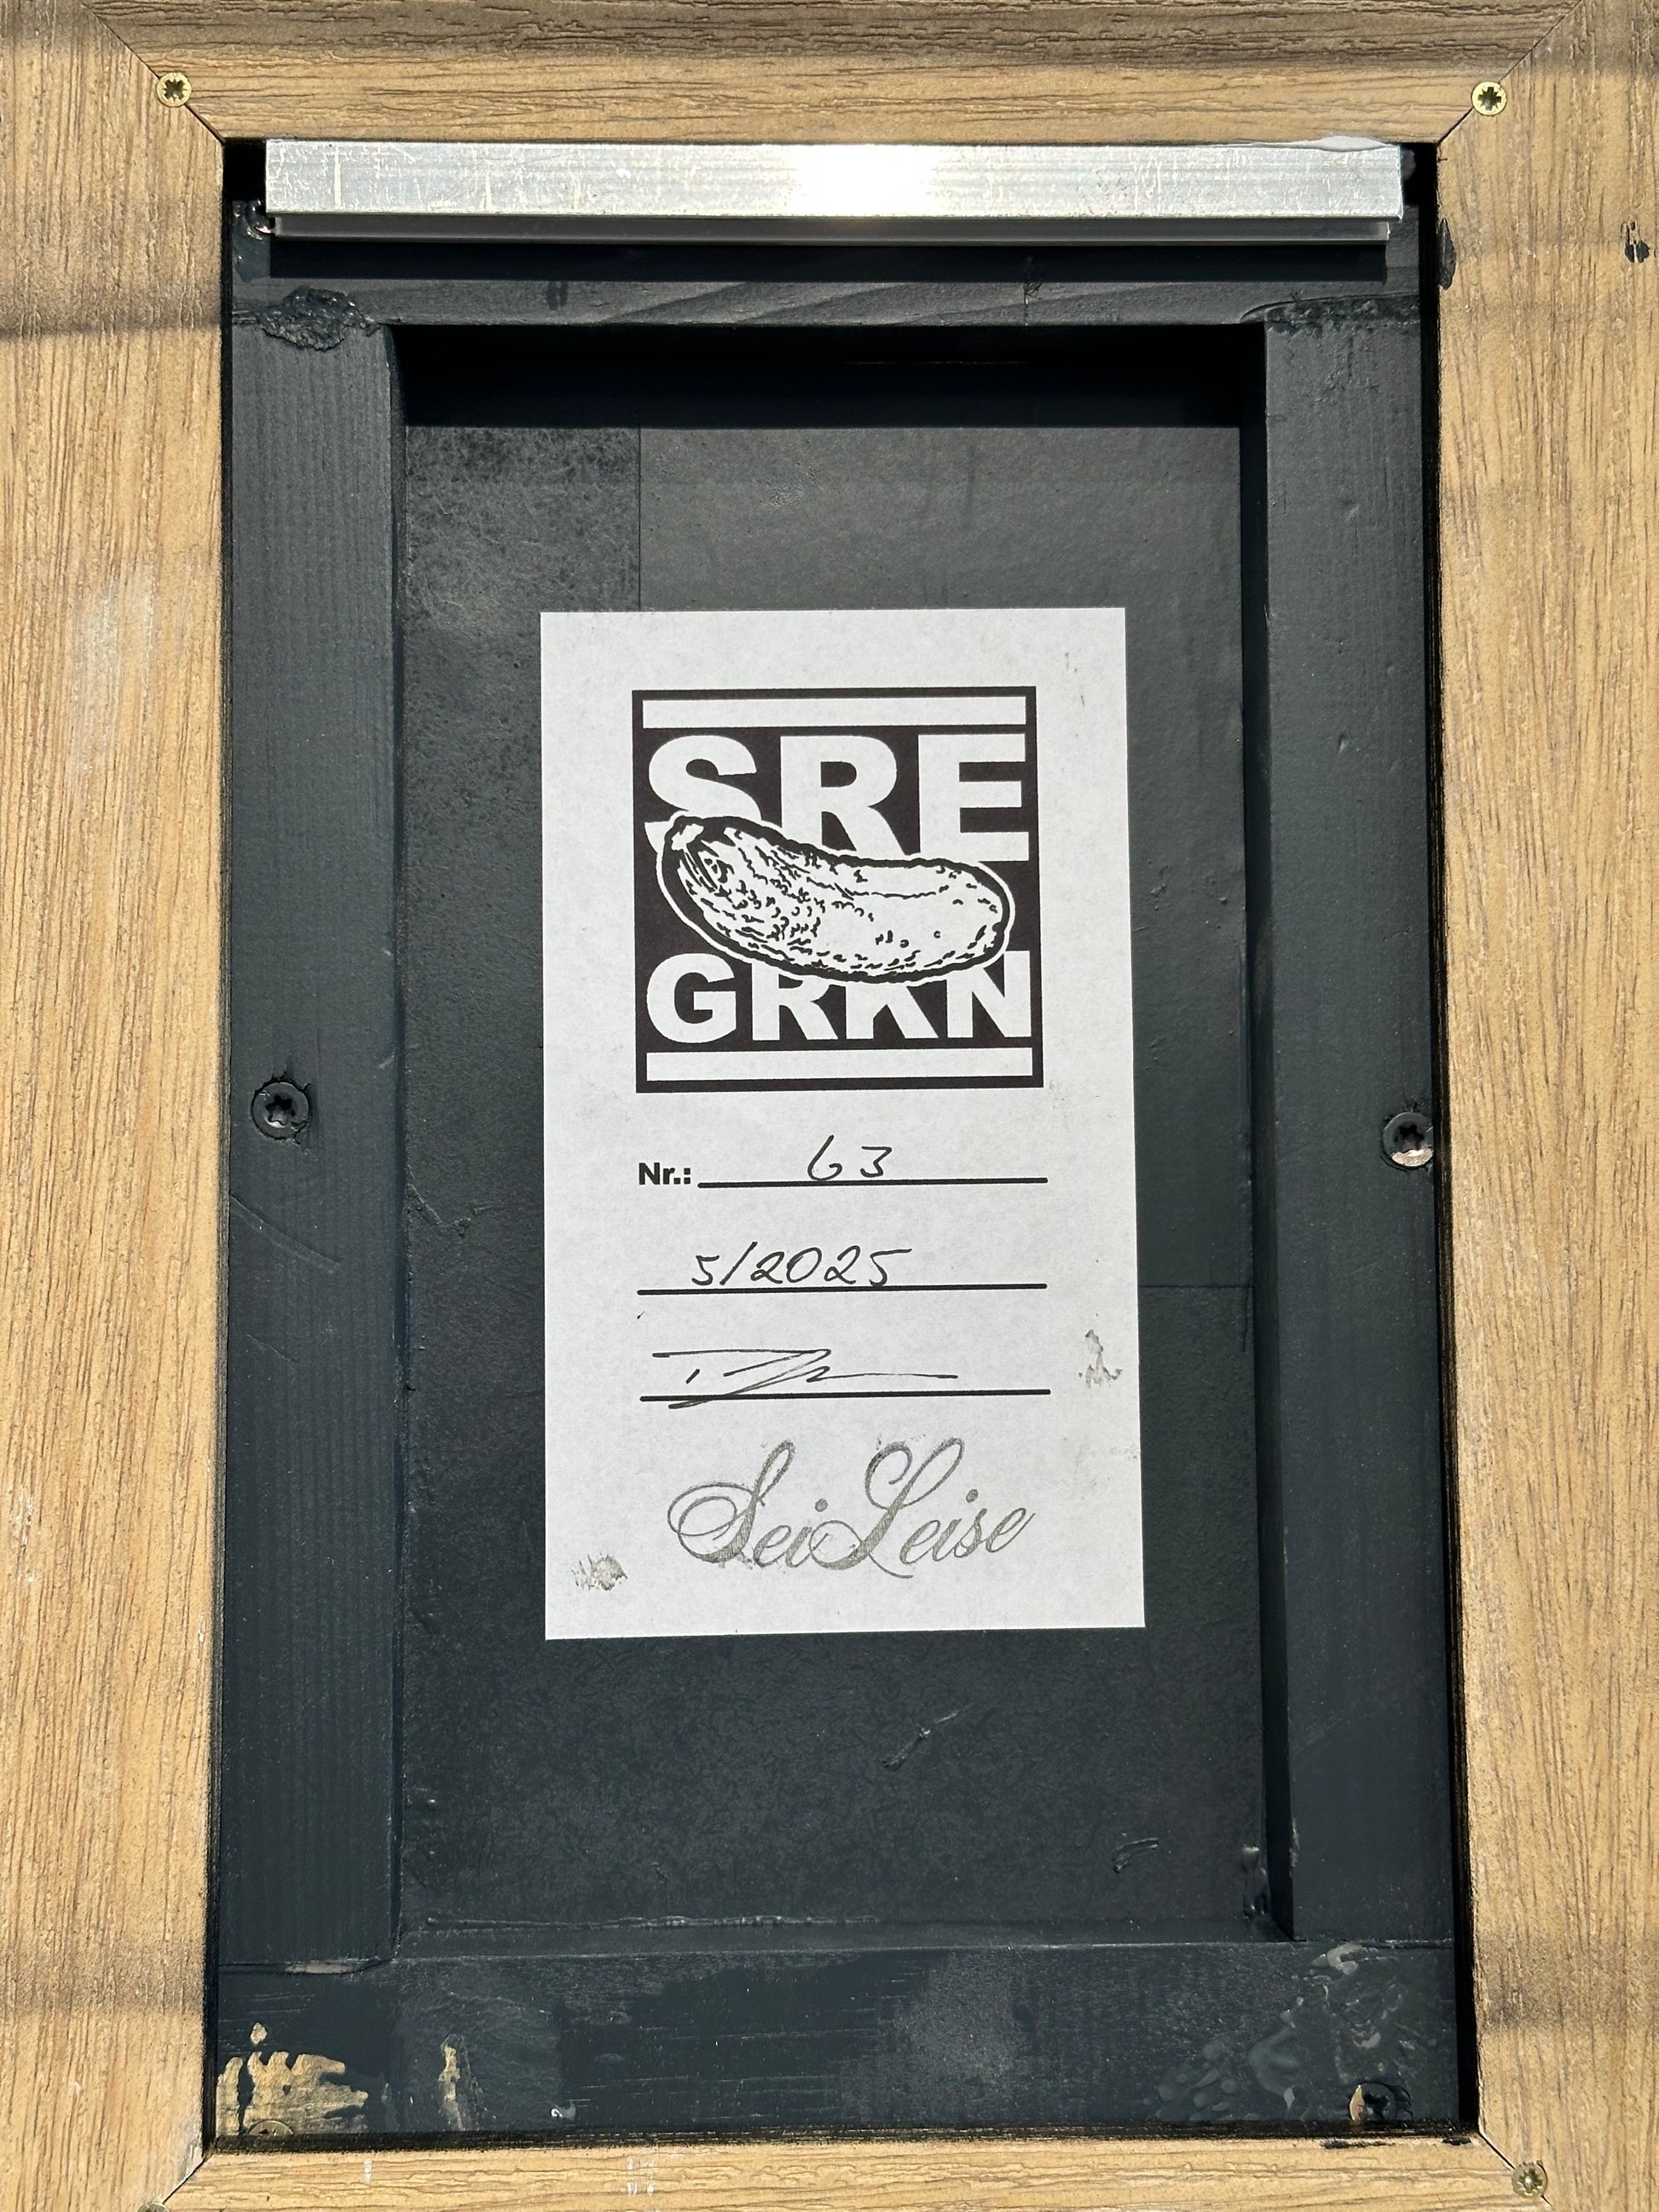 SRE
GRKN
Nr.: 63
5/2025
Sei Leise